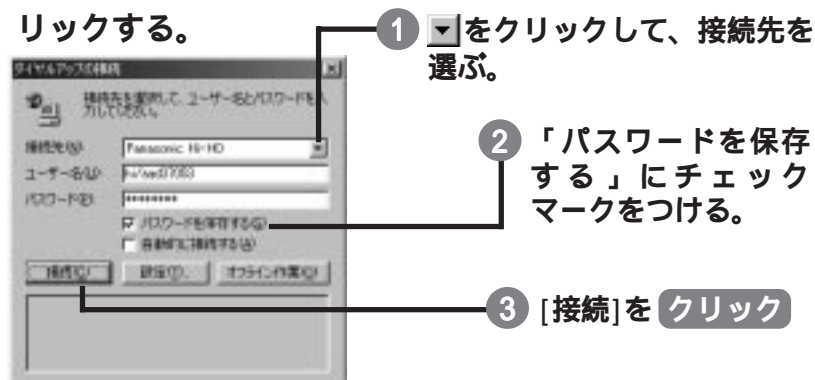 リックする。
1 ▼をクリックして、接続先を
選ぶ。
ダイヤルアップの接続
接続先を選択して、ユーザー名とパスワードを入
力してください。
接続先(N): Panasonic Hi-HO
ユーザー名(U):
パスワード(P): ********
パスワードを保存する(S)
自動的に接続する(A)
接続(C) 設定(T)... オフライン作業(O)
2 「パスワードを保存
する」にチェック
マークをつける。
3 [接続]を クリック